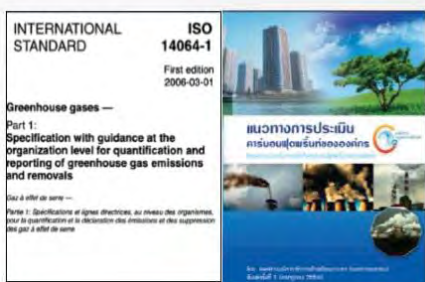 INTERNATIONAL
STANDARD
ISO
14064-1
First edition
2006-03-01
Greenhouse gases —
Part 1:
Specification with guidance at the
organization level for quantification and
reporting of greenhouse gas emissions
and removals
Gaz à effet de serre —
Partie 1: Spécifications et lignes directrices, au niveau des organismes,
pour la quantification et la déclaration des émissions et des suppressions
des gaz à effet de serre
แนวทางการประเมิน
คาร์บอนฟุตพริ้นท์ขององค์กร